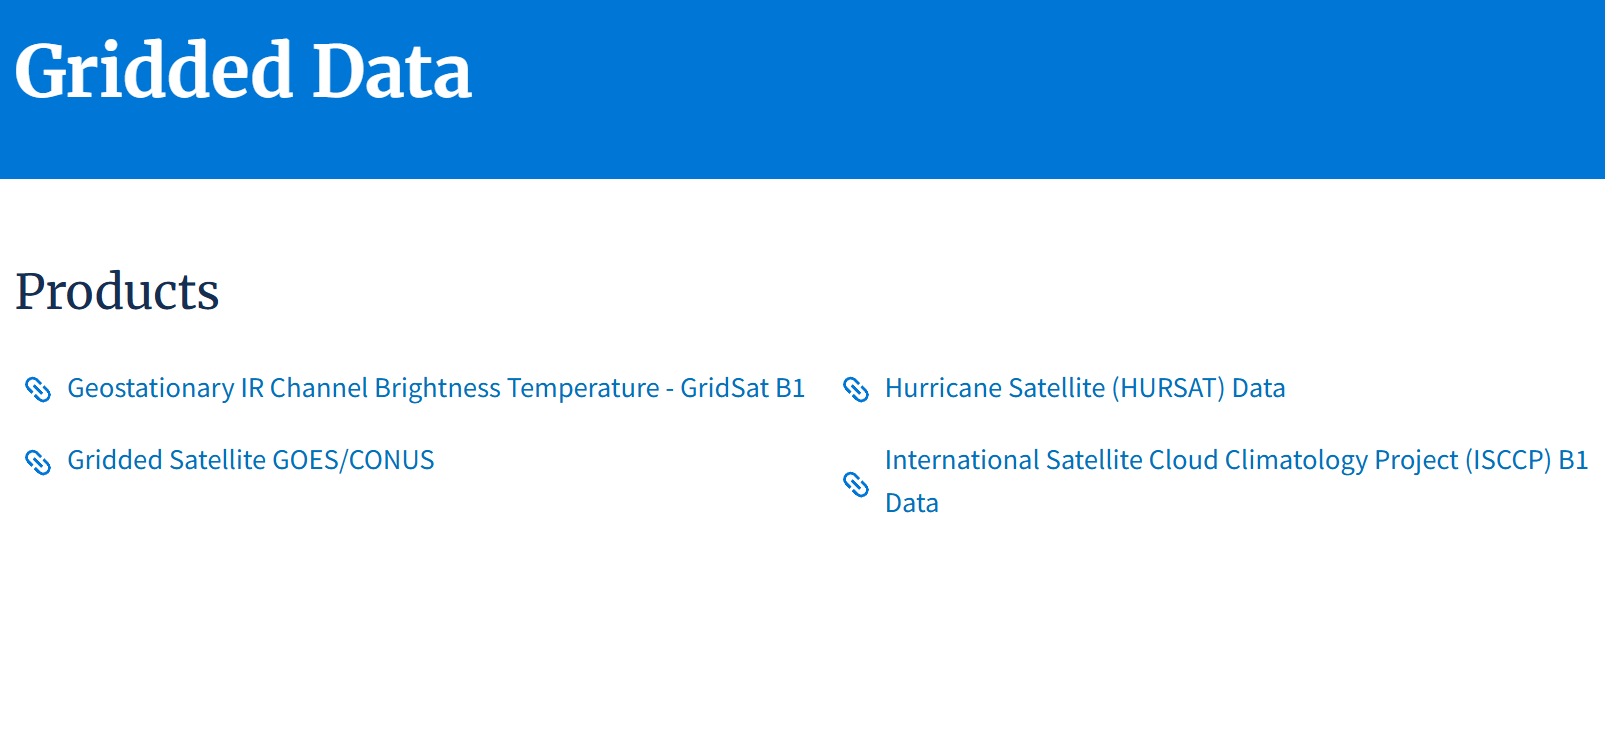 Gridded Data
Products
Geostationary IR Channel Brightness Temperature - GridSat B1
Hurricane Satellite (HURSAT) Data
Gridded Satellite GOES/CONUS
International Satellite Cloud Climatology Project (ISCCP) B1
Data